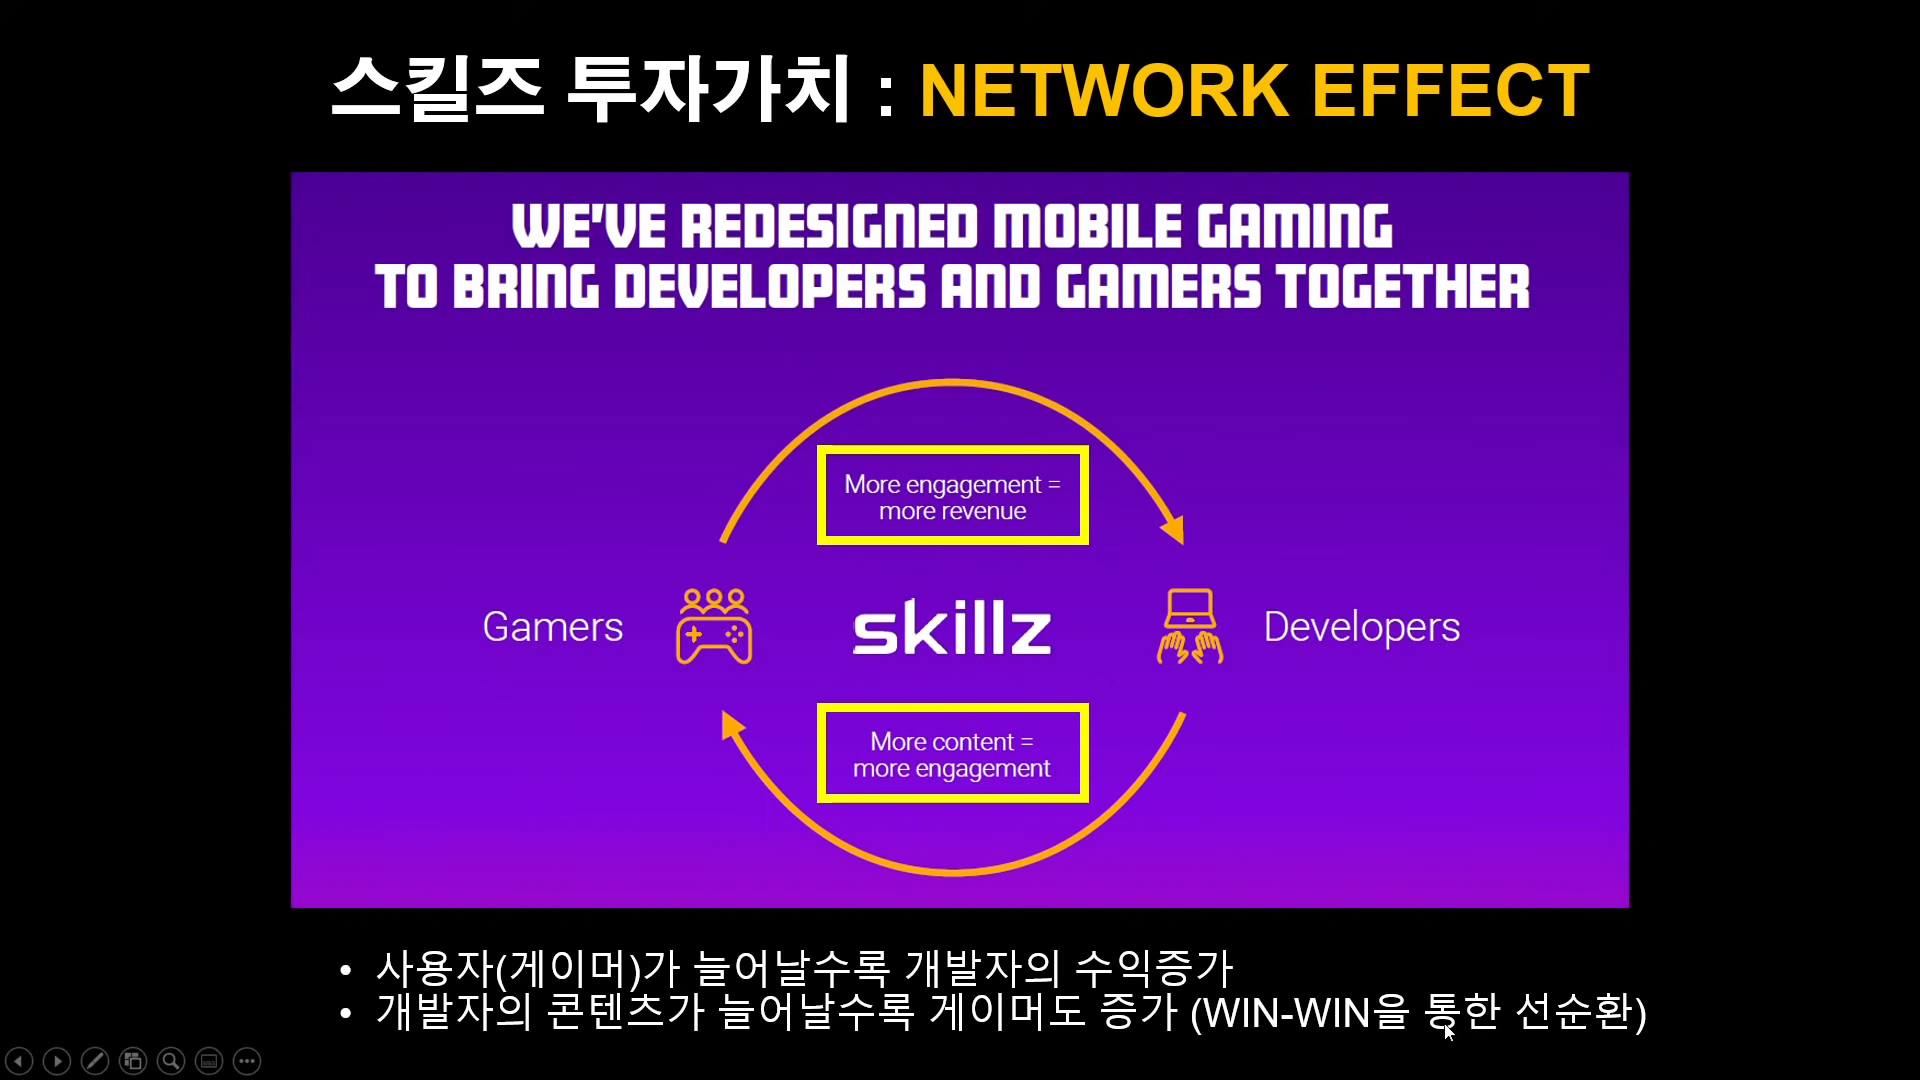 스킬즈 투자가치 : NETWORK EFFECT
WE'VE REDESIGNED MOBILE GAMING
TO BRING DEVELOPERS AND GAMERS TOGETHER
More engagement =
more revenue
Gamers
skillz
Developers
More content =
more engagement
• 사용자(게이머)가 늘어날수록 개발자의 수익증가
• 개발자의 콘텐츠가 늘어날수록 게이머도 증가 (WIN-WIN을 통한 선순환)